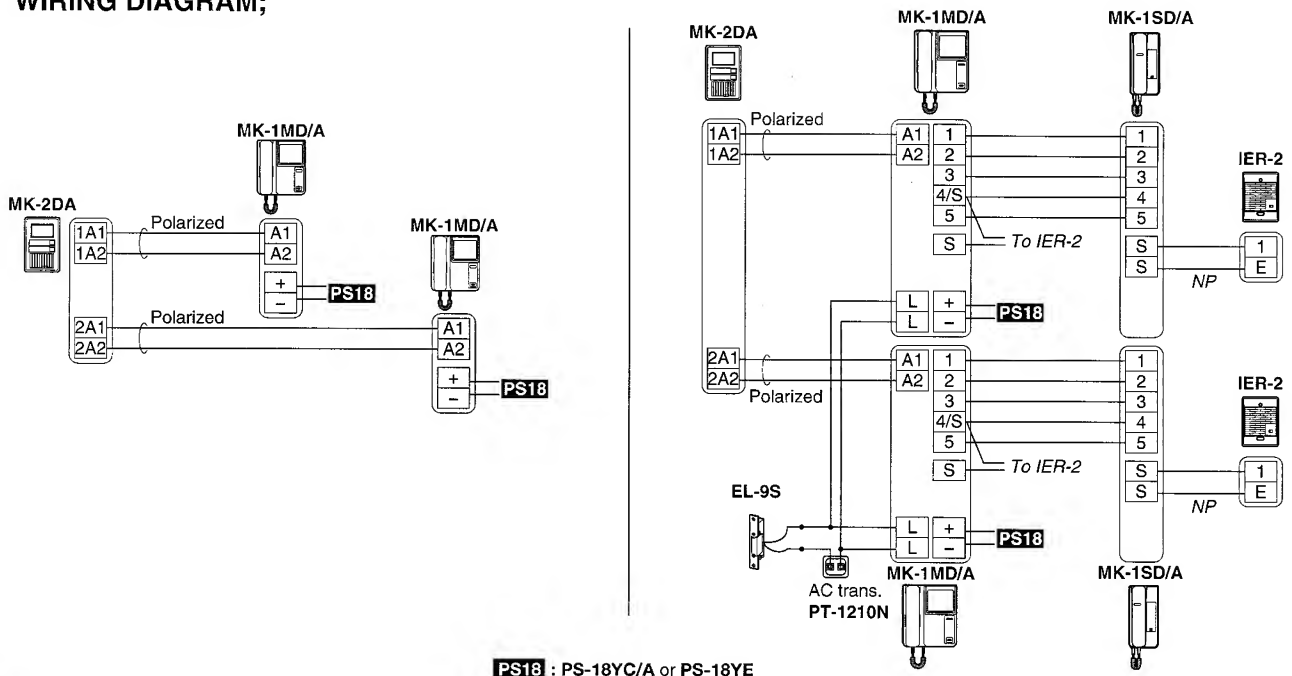 WIRING DIAGRAM;
MK-2DA
MK-1MD/A
MK-1MD/A
1A1
1A2
Polarized
A1
A2
+
−
PS18
2A1
2A2
Polarized
A1
A2
+
−
PS18
MK-2DA
MK-1MD/A
MK-1SD/A
IER-2
1A1
1A2
Polarized
A1 1
A2 2
3
4/S
5
S
To IER-2
L +
L −
PS18
1
2
3
4
5
S
S
NP
1
E
2A1
2A2
Polarized
A1 1
A2 2
3
4/S
5
S
To IER-2
L +
L −
PS18
1
2
3
4
5
S
S
NP
IER-2
1
E
EL-9S
AC trans.
PT-1210N
MK-1MD/A
MK-1SD/A
PS18 : PS-18YC/A or PS-18YE